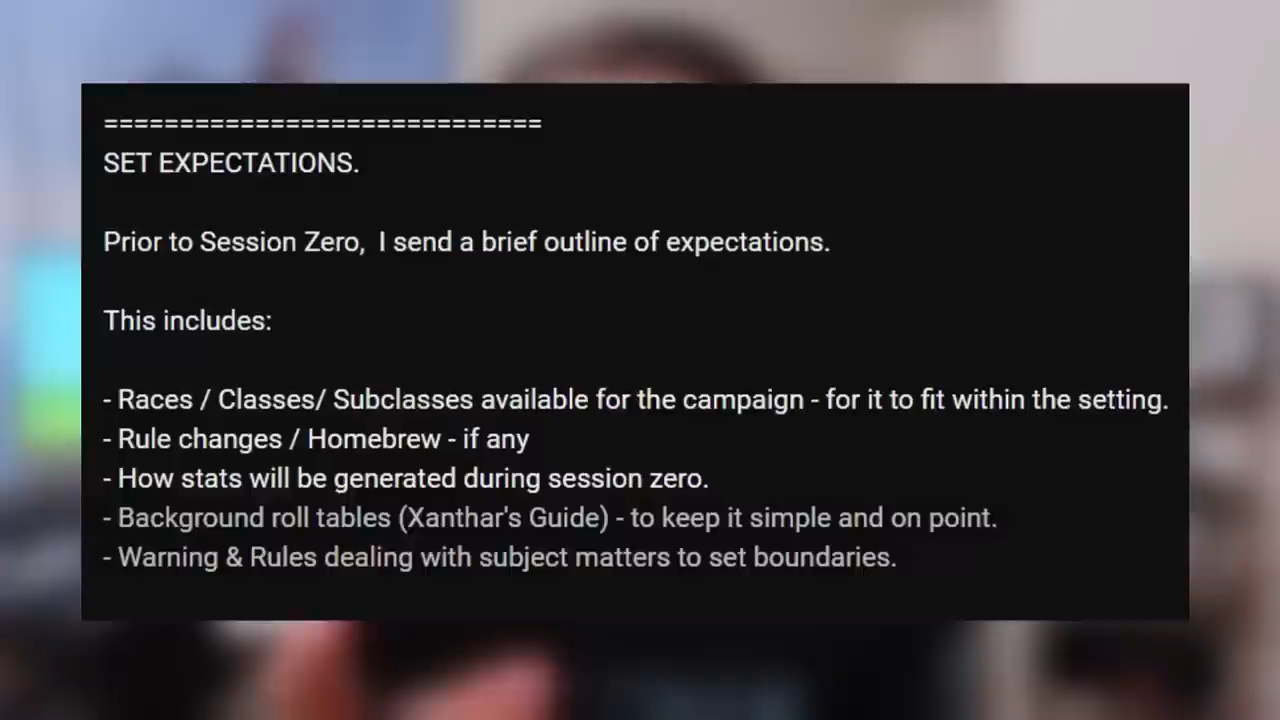 =============================
SET EXPECTATIONS.
Prior to Session Zero,  I send a brief outline of expectations.
This includes:
- Races / Classes/ Subclasses available for the campaign - for it to fit within the setting.
- Rule changes / Homebrew - if any
- How stats will be generated during session zero.
- Background roll tables (Xanthar's Guide) - to keep it simple and on point.
- Warning & Rules dealing with subject matters to set boundaries.